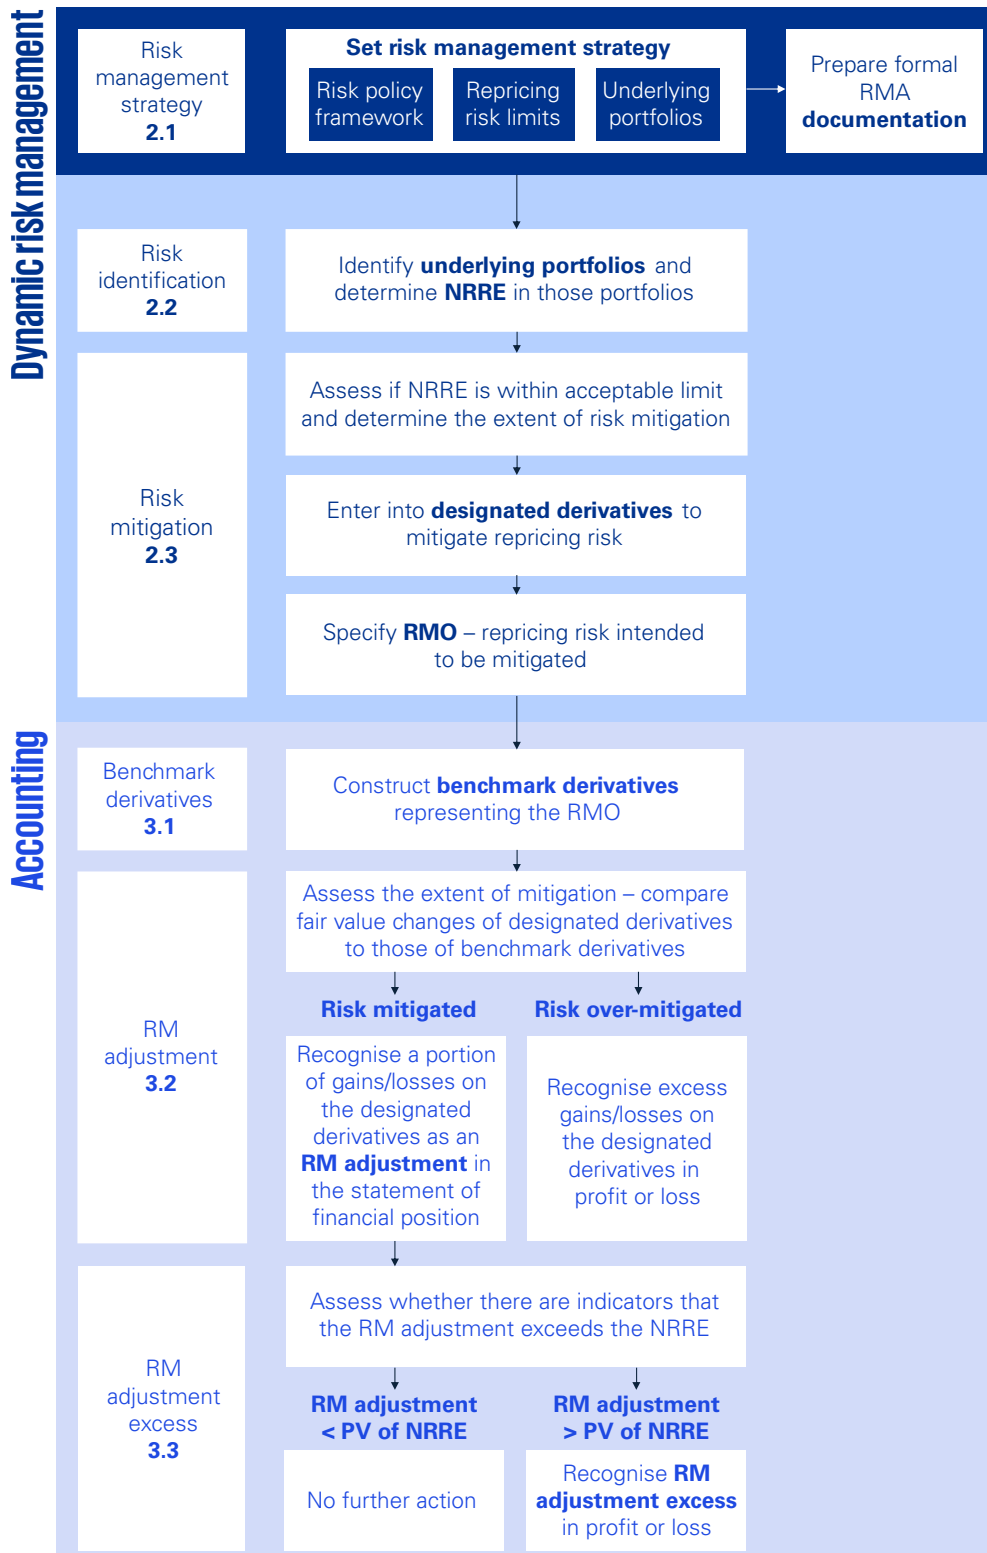 Dynamic risk management
Risk
management
strategy
2.1
Set risk management strategy
Risk policy
framework
Repricing
risk limits
Underlying
portfolios
Prepare formal
RMA
documentation
Risk
identification
2.2
Identify underlying portfolios and
determine NRRE in those portfolios
Risk
mitigation
2.3
Assess if NRRE is within acceptable limit
and determine the extent of risk mitigation
Enter into designated derivatives to
mitigate repricing risk
Specify RMO – repricing risk intended
to be mitigated
Accounting
Benchmark
derivatives
3.1
Construct benchmark derivatives
representing the RMO
RM
adjustment
3.2
Assess the extent of mitigation – compare
fair value changes of designated derivatives
to those of benchmark derivatives
Risk mitigated
Recognise a portion
of gains/losses on
the designated
derivatives as an
RM adjustment in
the statement of
financial position
Risk over-mitigated
Recognise excess
gains/losses on
the designated
derivatives in
profit or loss
RM
adjustment
excess
3.3
Assess whether there are indicators that
the RM adjustment exceeds the NRRE
RM adjustment
< PV of NRRE
No further action
RM adjustment
> PV of NRRE
Recognise RM
adjustment excess
in profit or loss